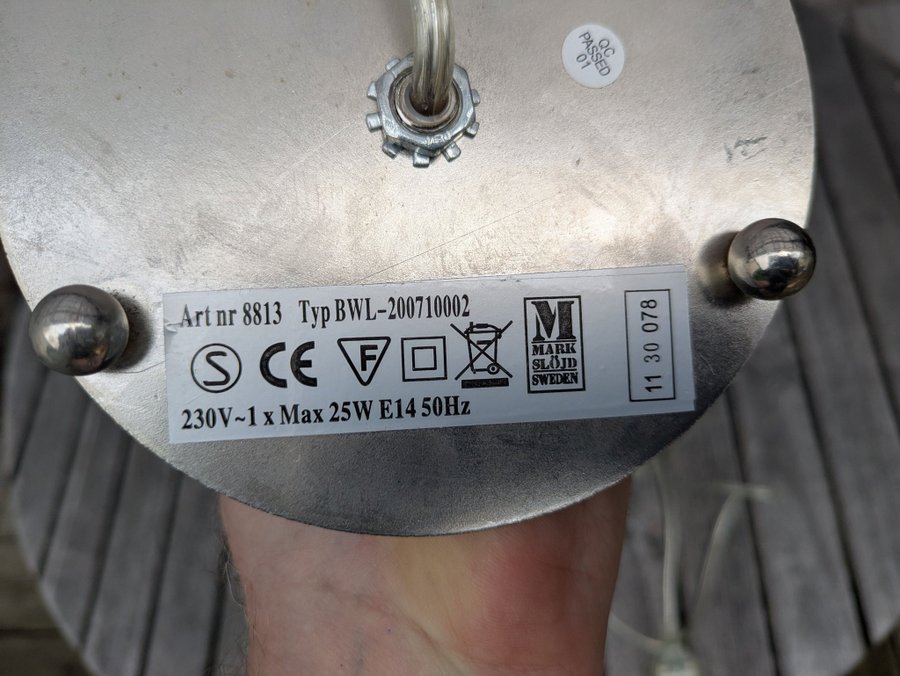 QC
PASSED
01
Art nr 8813 Typ BWL-200710002
S CE F
M
MARK
SLÖJD
SWEDEN
11 30 078
230V~1 x Max 25W E14 50Hz